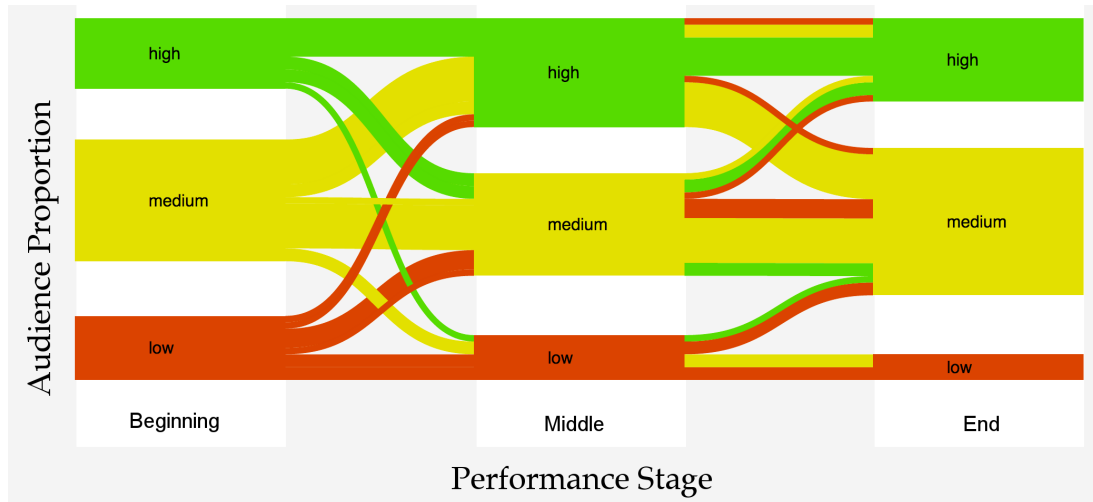 Audience Proportion
high
high
high
medium
medium
medium
low
low
low
Beginning
Middle
End
Performance Stage